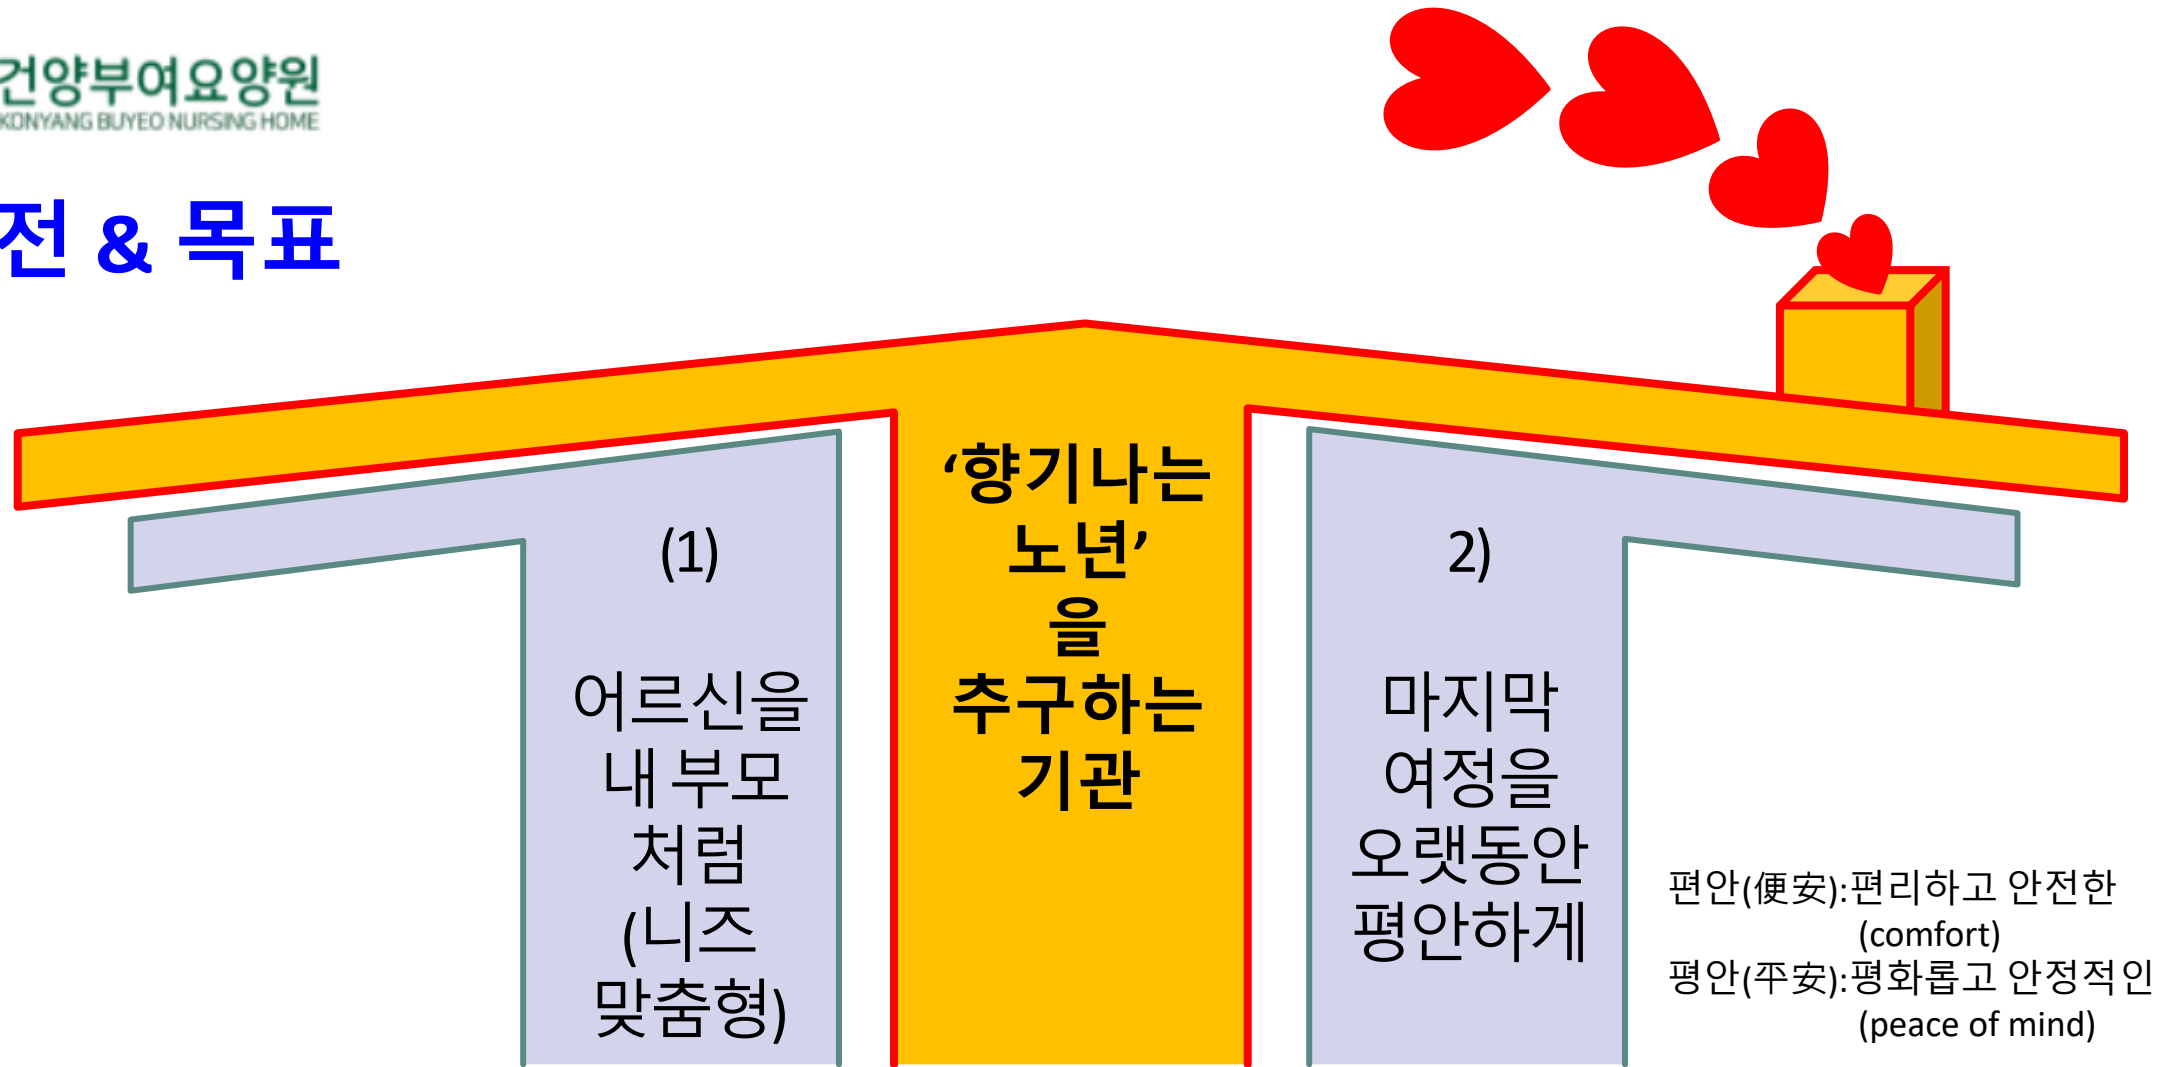 건양부여요양원
KONYANG BUYEO NURSING HOME
전 & 목표
‘향기나는
노년’
을
추구하는
기관
(1)
어르신을
내 부모
처럼
(니즈
맞춤형)
2)
마지막
여정을
오랫동안
평안하게
편안(便安):편리하고 안전한
(comfort)
평안(平安):평화롭고 안정적인
(peace of mind)